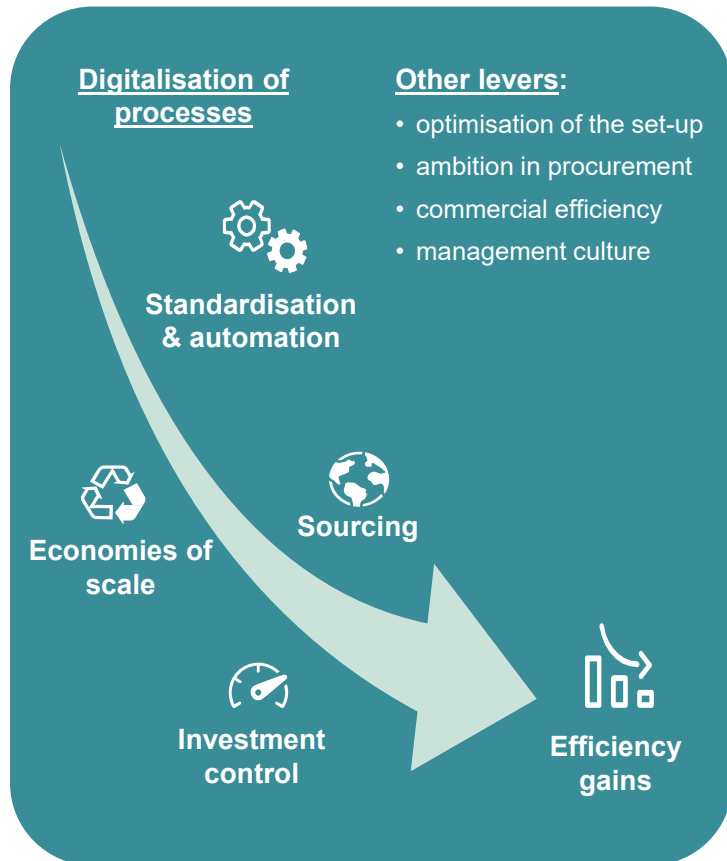 Digitalisation of
processes
Other levers:
• optimisation of the set-up
• ambition in procurement
• commercial efficiency
• management culture
Standardisation
& automation
Sourcing
Economies of
scale
Investment
control
Efficiency
gains